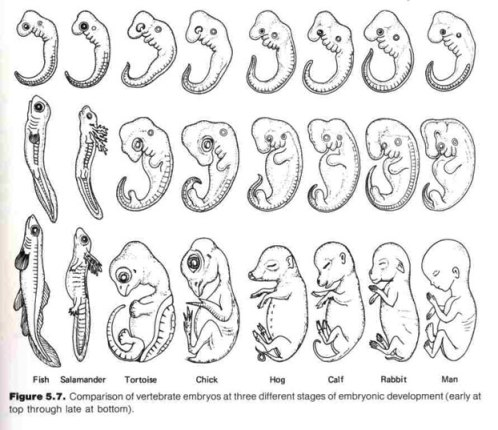 Fish Salamander Tortoise Chick Hog Calf Rabbit Man
Figure 5.7. Comparison of vertebrate embryos at three different stages of embryonic development (early at
top through late at bottom).